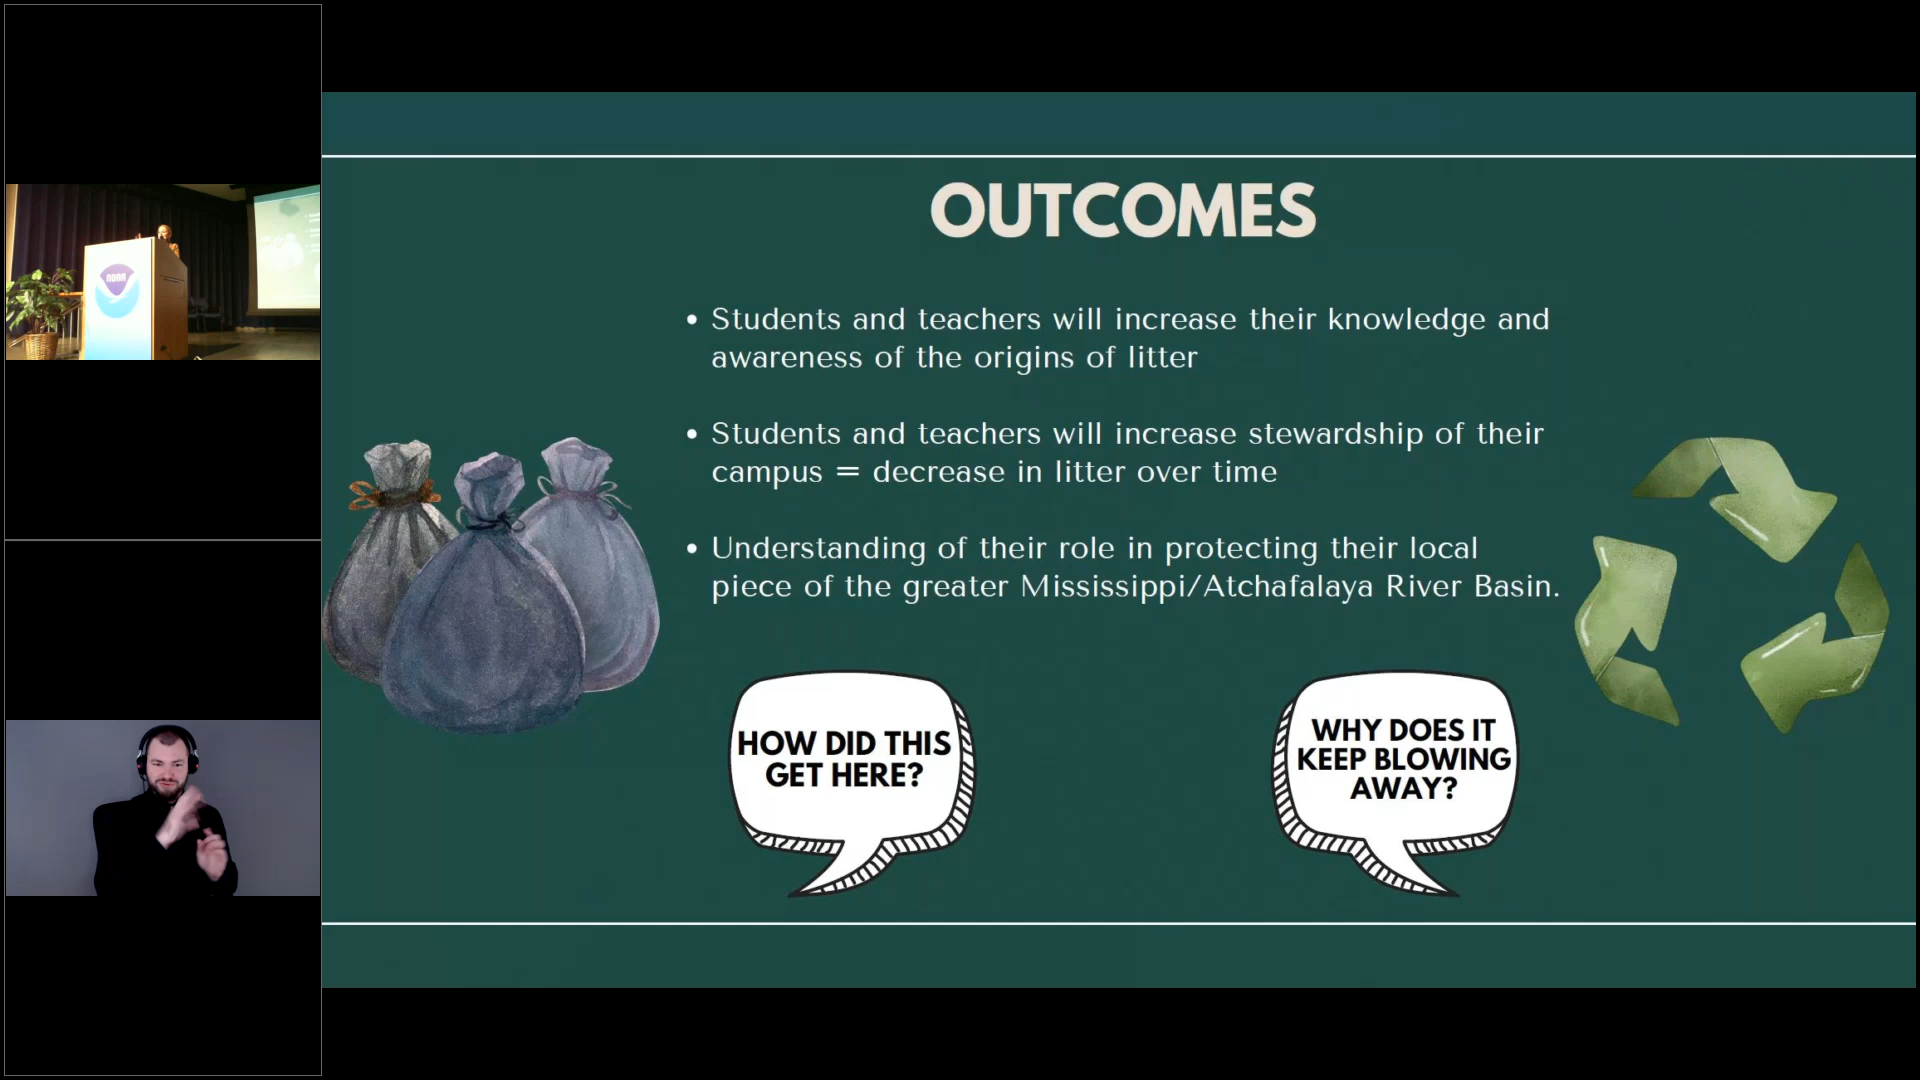 OUTCOMES
• Students and teachers will increase their knowledge and
awareness of the origins of litter
• Students and teachers will increase stewardship of their
campus = decrease in litter over time
• Understanding of their role in protecting their local
piece of the greater Mississippi/Atchafalaya River Basin.
HOW DID THIS
GET HERE?
WHY DOES IT
KEEP BLOWING
AWAY?
NOAA